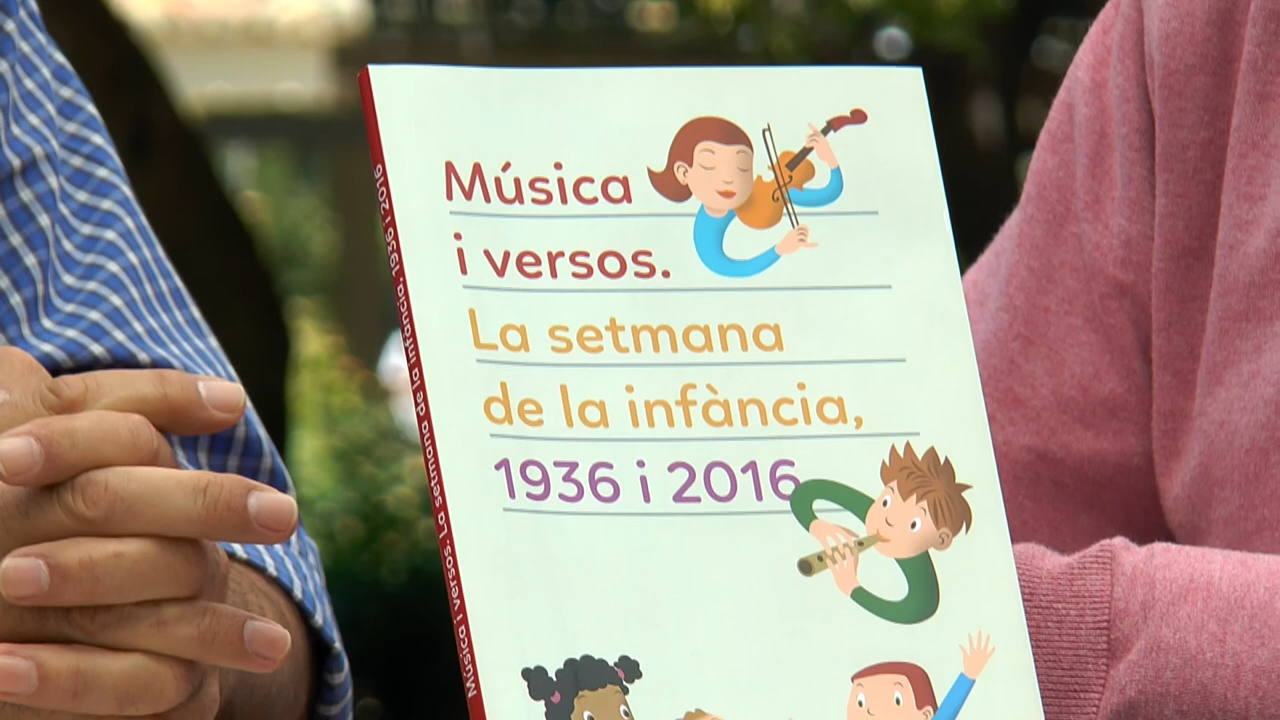 Música
i versos.
La setmana
de la infància,
1936 i 2016
Música i versos. La setmana de la infància, 1936 i 2016